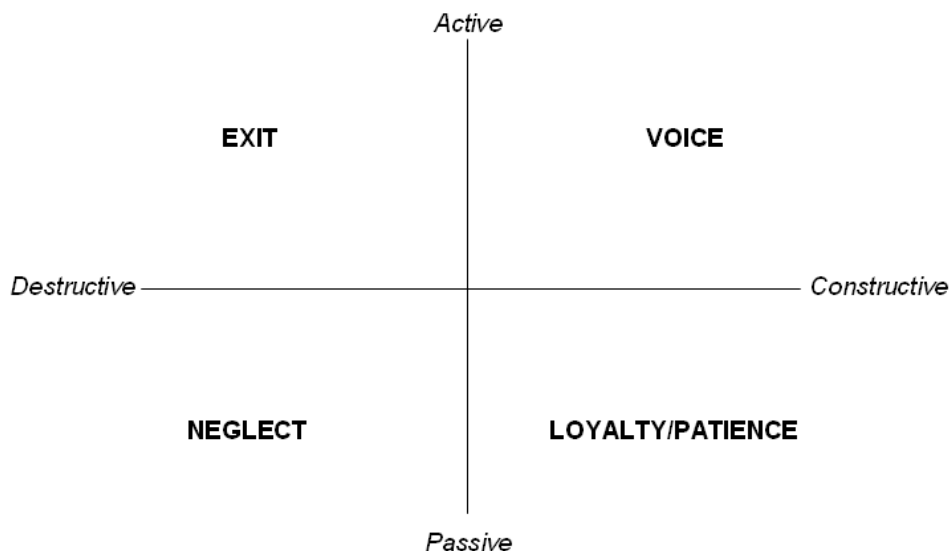 Active
EXIT VOICE
Destructive Constructive
NEGLECT LOYALTY/PATIENCE
Passive